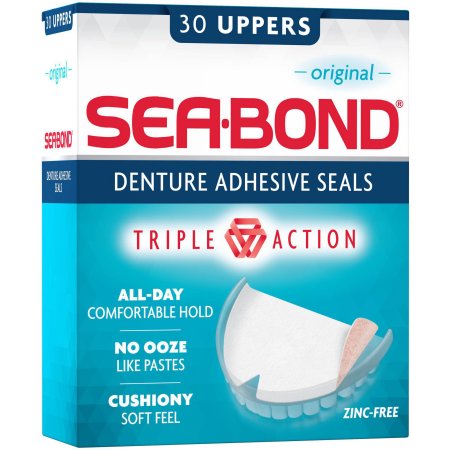 30 UPPERS
original
SEA·BOND®
DENTURE ADHESIVE SEALS
TRIPLE ACTION
ALL-DAY
COMFORTABLE HOLD
NO OOZE
LIKE PASTES
CUSHIONY
SOFT FEEL
ZINC-FREE
30 UPPERS
SEA·BOND
DENTURE ADHESIVE
SEALS